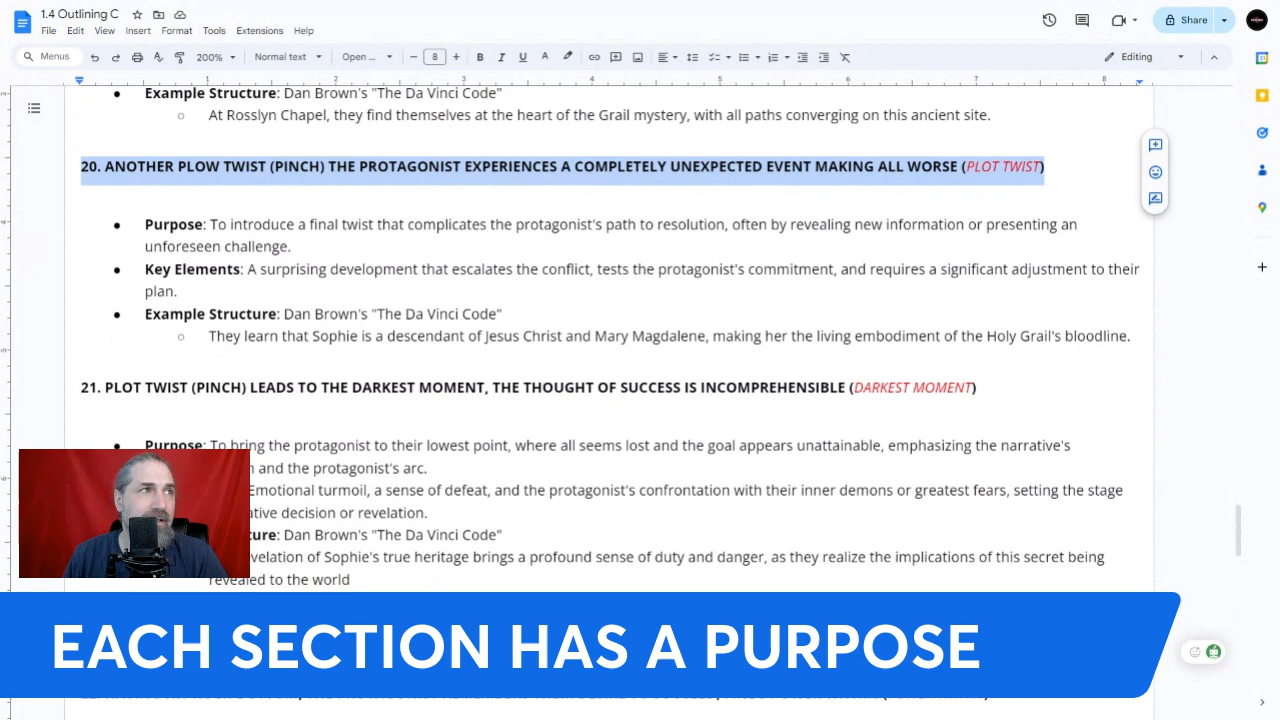 1.4 Outlining C
File Edit View Insert Format Tools Extensions Help
Share
Menus 200% Normal text Open ... 8 B I U A Editing
1 2 3 4 5 6 7 8
Example Structure: Dan Brown's "The Da Vinci Code"
At Rosslyn Chapel, they find themselves at the heart of the Grail mystery, with all paths converging on this ancient site.
20. ANOTHER PLOW TWIST (PINCH) THE PROTAGONIST EXPERIENCES A COMPLETELY UNEXPECTED EVENT MAKING ALL WORSE (PLOT TWIST)
Purpose: To introduce a final twist that complicates the protagonist's path to resolution, often by revealing new information or presenting an
unforeseen challenge.
Key Elements: A surprising development that escalates the conflict, tests the protagonist's commitment, and requires a significant adjustment to their
plan.
Example Structure: Dan Brown's "The Da Vinci Code"
They learn that Sophie is a descendant of Jesus Christ and Mary Magdalene, making her the living embodiment of the Holy Grail's bloodline.
21. PLOT TWIST (PINCH) LEADS TO THE DARKEST MOMENT, THE THOUGHT OF SUCCESS IS INCOMPREHENSIBLE (DARKEST MOMENT)
Purpose: To bring the protagonist to their lowest point, where all seems lost and the goal appears unattainable, emphasizing the narrative's
and the protagonist's arc.
Emotional turmoil, a sense of defeat, and the protagonist's confrontation with their inner demons or greatest fears, setting the stage
ative decision or revelation.
cture: Dan Brown's "The Da Vinci Code"
velation of Sophie's true heritage brings a profound sense of duty and danger, as they realize the implications of this secret being
revealed to the world
EACH SECTION HAS A PURPOSE